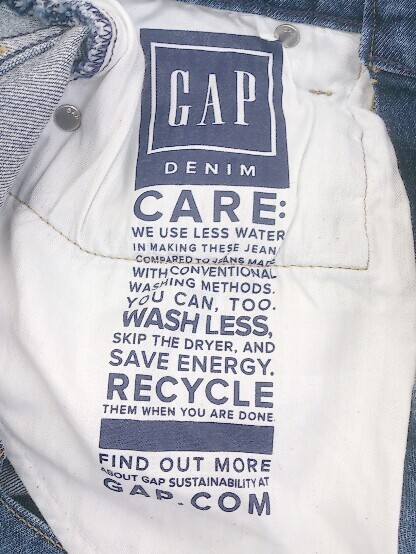 GAP
DENIM
CARE:
WE USE LESS WATER
IN MAKING THESE JEAN
COMPARED TO JEANS MADE
WITH CONVENTIONAL
WASHING METHODS.
YOU CAN, TOO.
WASH LESS,
SKIP THE DRYER, AND
SAVE ENERGY.
RECYCLE
THEM WHEN YOU ARE DONE.
FIND OUT MORE
ABOUT GAP SUSTAINABILITY AT
GAP.COM